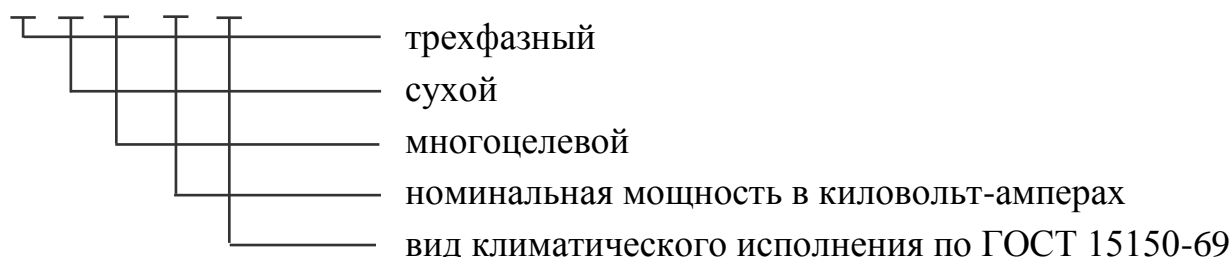 трехфазный
сухой
многоцелевой
номинальная мощность в киловольт-амперах
вид климатического исполнения по ГОСТ 15150-69